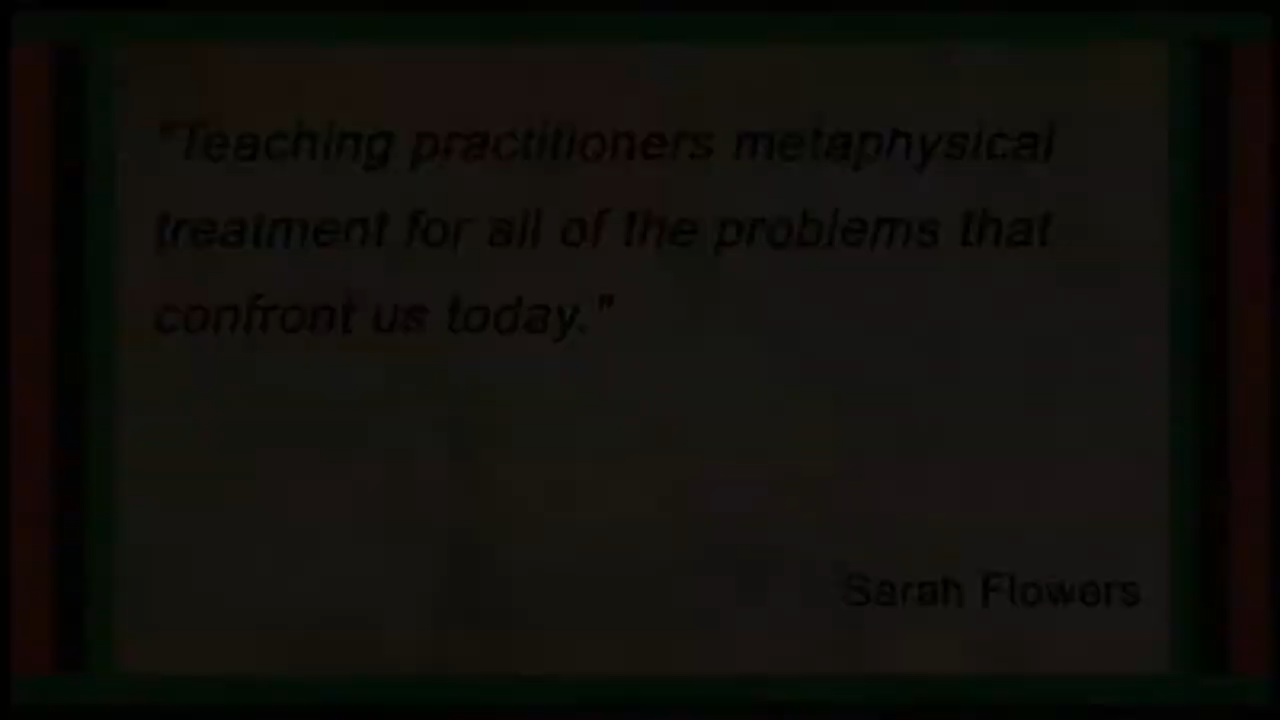 "Teaching practitioners metaphysical
treatment for all of the problems that
confront us today."
Sarah Flowers